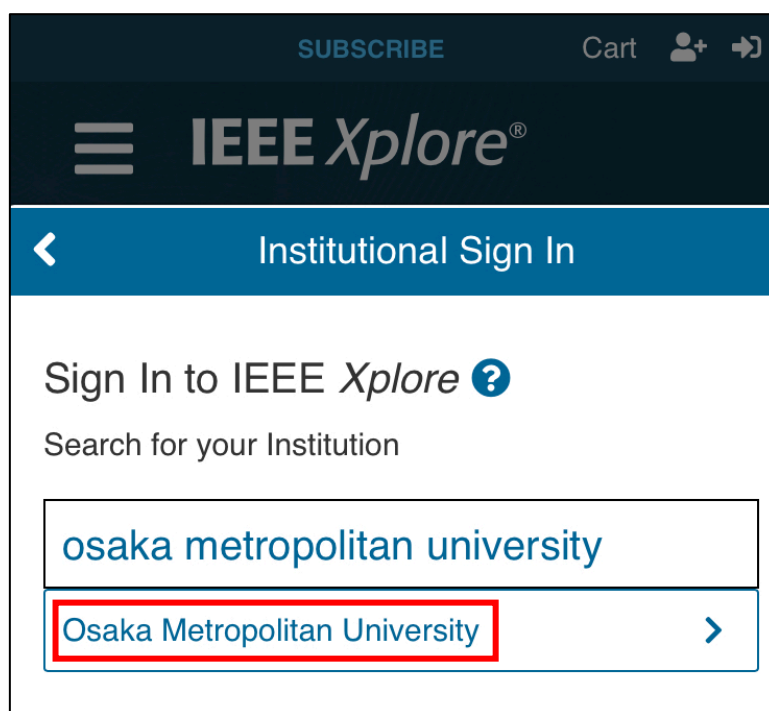 SUBSCRIBE Cart
IEEE Xplore®
Institutional Sign In
Sign In to IEEE Xplore ?
Search for your Institution
osaka metropolitan university
Osaka Metropolitan University